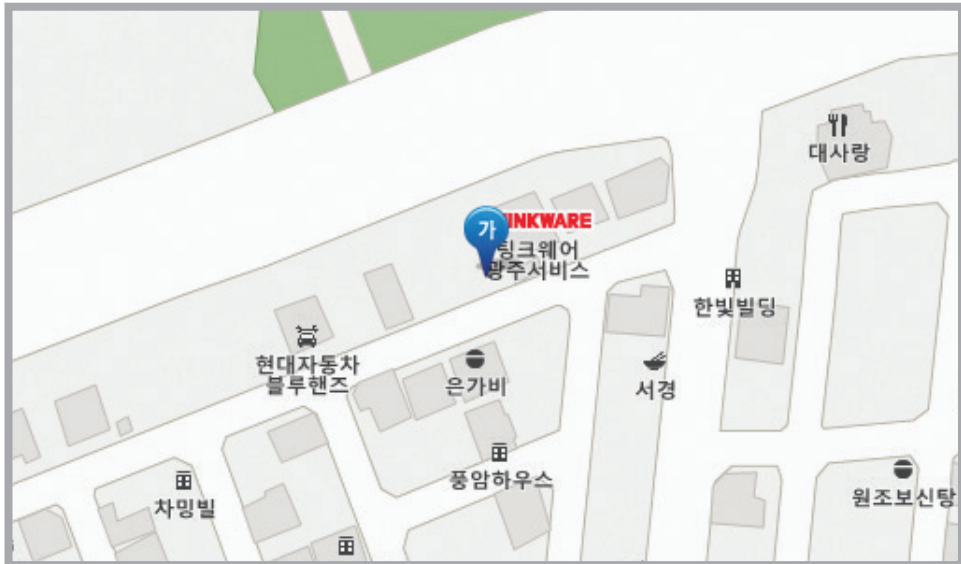 대사랑
가
INKWARE
팅크웨어
광주서비스
한빛빌딩
현대자동차
블루핸즈
은가비
서경
풍암하우스
차밍빌
원조보신탕